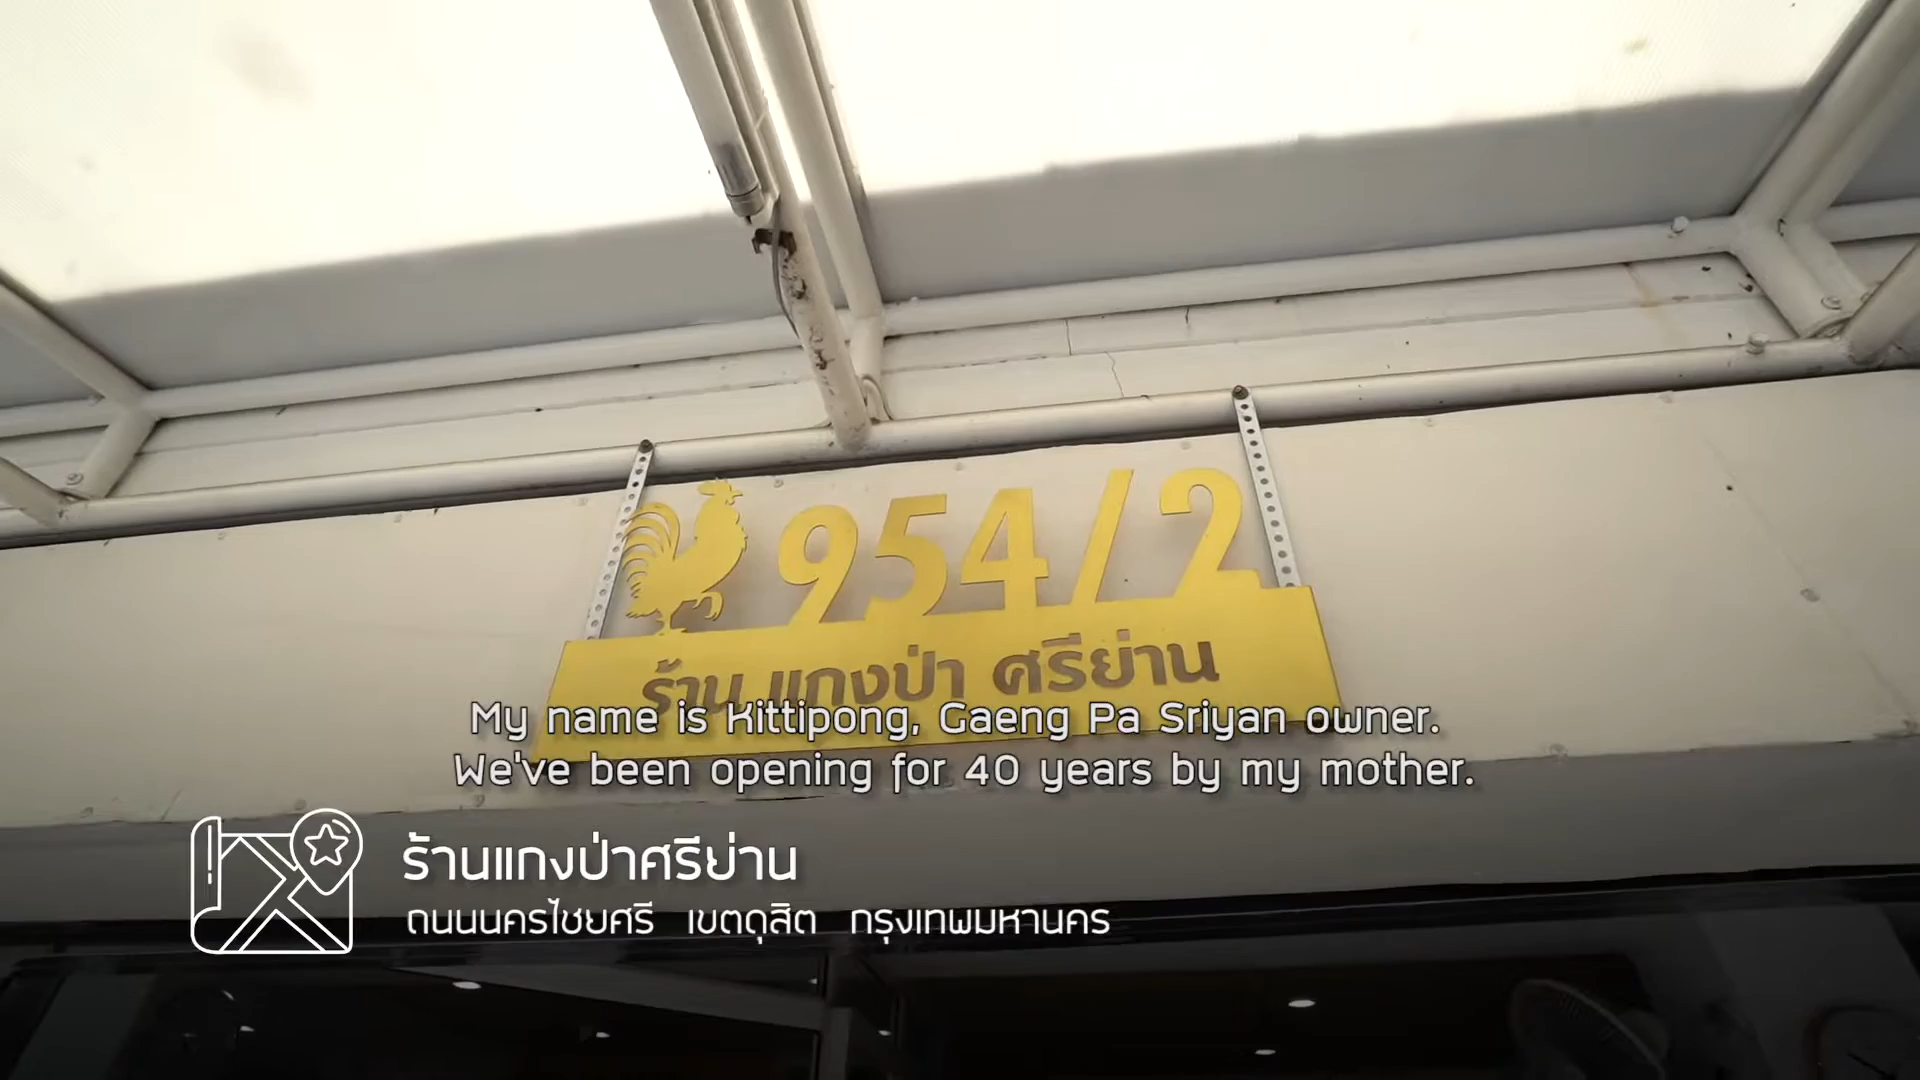 954/2
ร้าน แกงป่า ศรีย่าน
My name is Kittipong, Gaeng Pa Sriyan owner.
We've been opening for 40 years by my mother.
ร้านแกงป่าศรีย่าน
ถนนนครไชยศรี เขตดุสิต กรุงเทพมหานคร